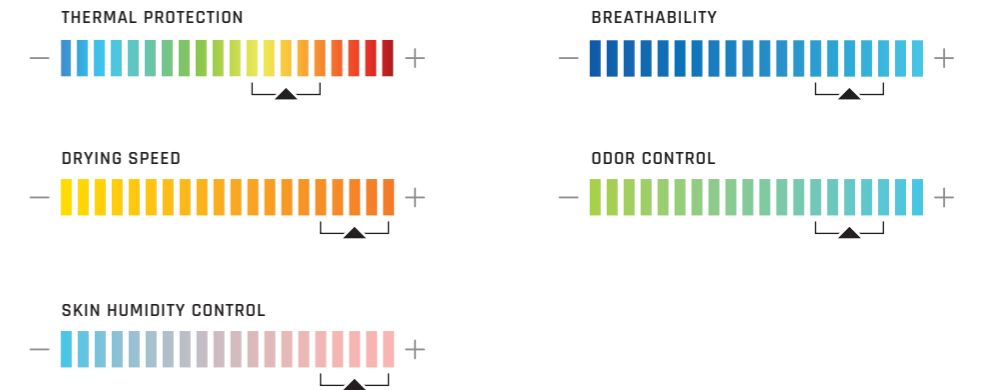 THERMAL PROTECTION
BREATHABILITY
DRYING SPEED
ODOR CONTROL
SKIN HUMIDITY CONTROL